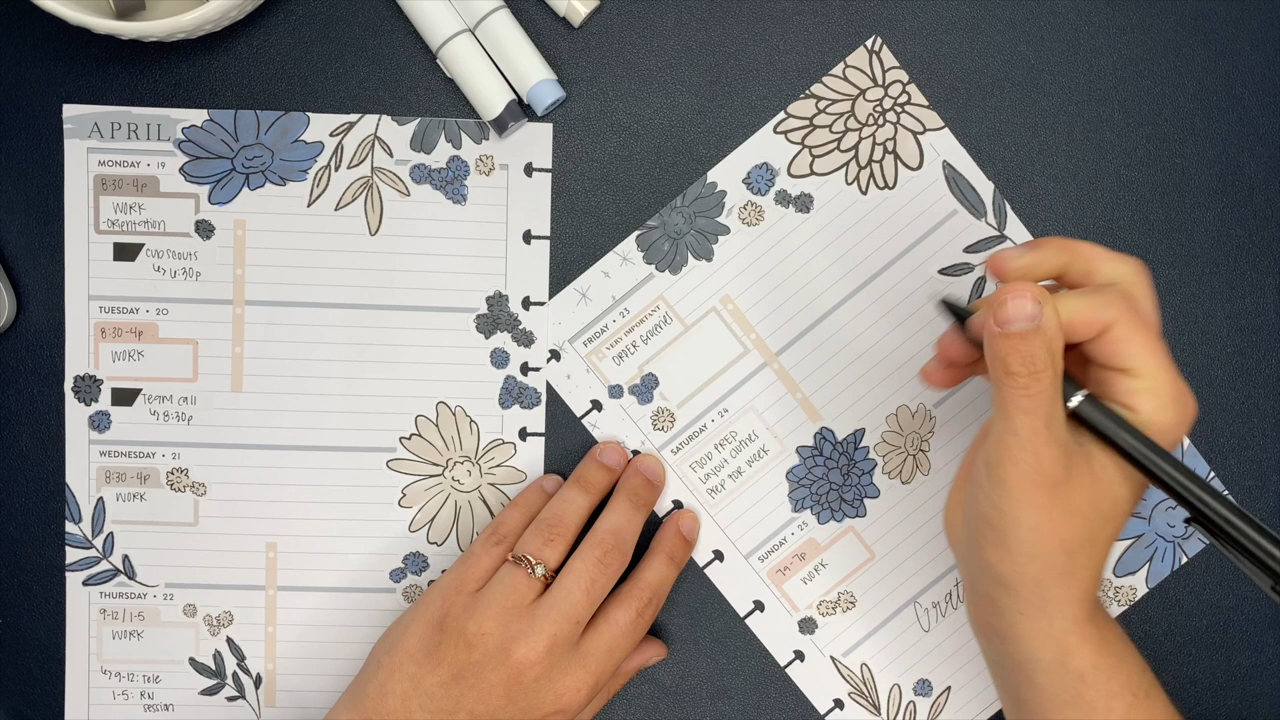 APRIL
MONDAY • 19
8:30-4p
WORK
-orientation
cub scouts
↳ 6:30p
TUESDAY • 20
8:30-4p
WORK
Team call
↳ 8:30p
WEDNESDAY • 21
8:30-4p
WORK
THURSDAY • 22
9-12/1-5
WORK
↳ 9-12: Tele
1-5: RN
session
FRIDAY • 23
VERY IMPORTANT
ORDER Groceries
SATURDAY • 24
FOOD PREP
Layout clothes
Prep for week
SUNDAY • 25
7a-7p
WORK
Grat